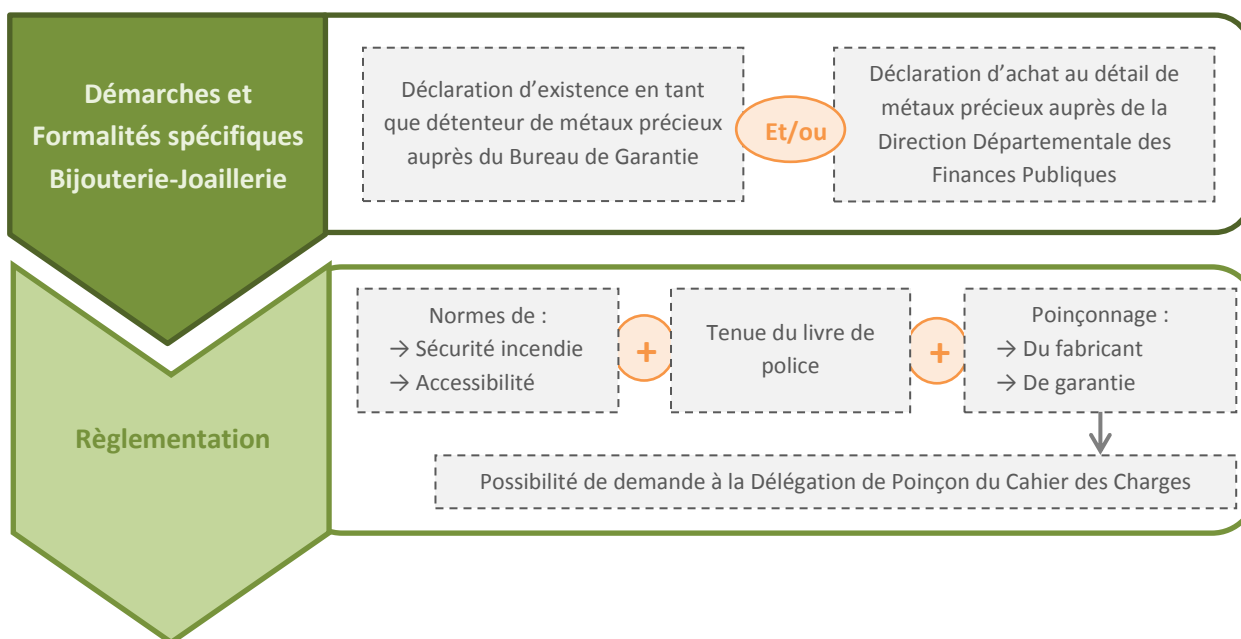 Démarches et
Formalités spécifiques
Bijouterie-Joaillerie
Déclaration d'existence en tant
que détenteur de métaux précieux
auprès du Bureau de Garantie
Et/ou
Déclaration d'achat au détail de
métaux précieux auprès de la
Direction Départementale des
Finances Publiques
Règlementation
Normes de :
→ Sécurité incendie
→ Accessibilité
+
Tenue du livre de
police
+
Poinçonnage :
→ Du fabricant
→ De garantie
Possibilité de demande à la Délégation de Poinçon du Cahier des Charges